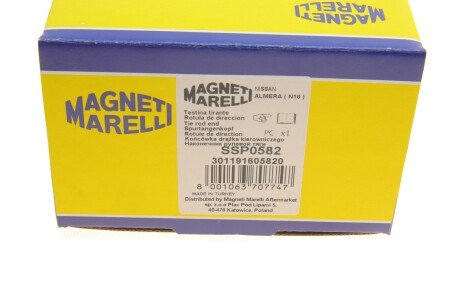 MAGNETI
MARELLI
MAGNETI
MARELLI
MAGNETI
MARELLI
NISSAN
ALMERA ( N16 )
Testina tirante
Rotule de direction
Tie rod end
Spurstangenkopf
Rotula de direccion
Końcówka drążka kierowniczego
Наконечник рулевой тяги
PC x1
SSP0582
301191605820
8 001063 707747
MADE IN TURKEY
Distributed by Magneti Marelli Aftermarket
sp. z.o.o Plac Pod Lipami 5,
40-476 Katowice, Poland